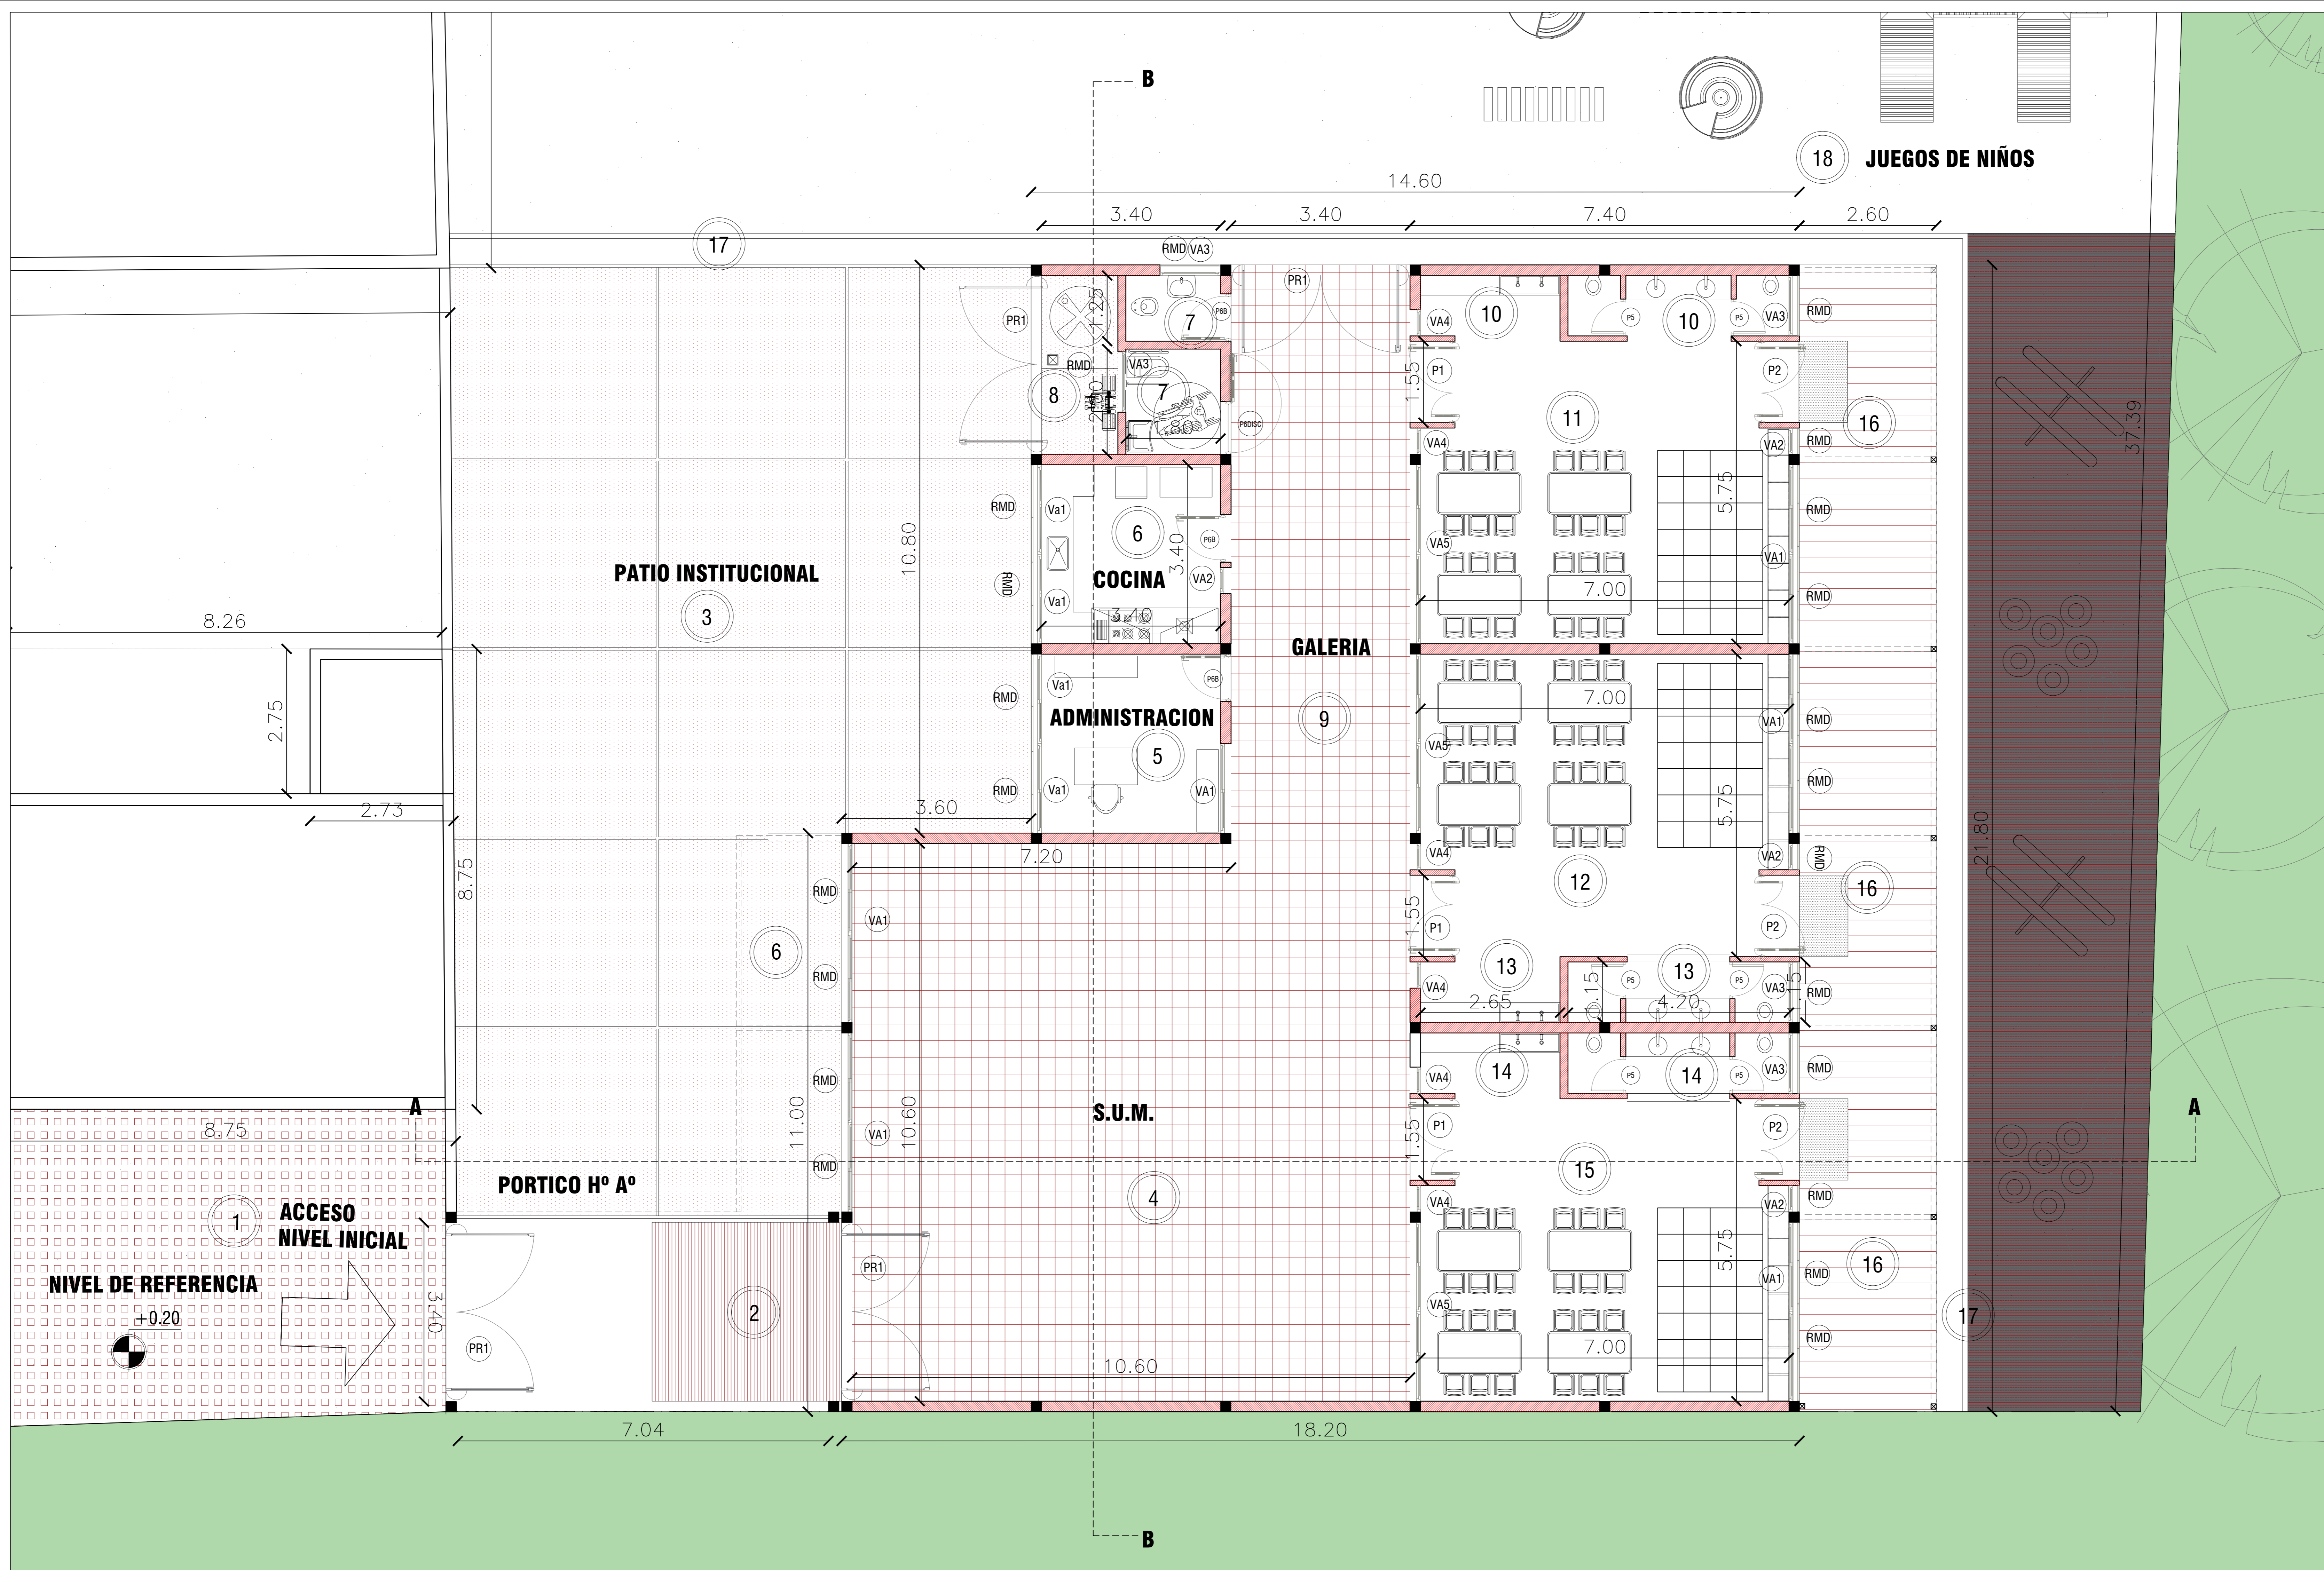 B
18
JUEGOS DE NIÑOS
14.60
3.40
3.40
7.40
2.60
17
RMD
VA3
PR1
PR1
1.25
7
P6B
10
10
P5
P5
VA4
VA3
RMD
RMD
VA3
8
7
P6DISC
1.55
P1
P2
11
16
VA4
VA2
RMD
37.39
RMD
Va1
6
P6B
3.40
COCINA
VA2
RMD
Va1
3.40
10.80
PATIO INSTITUCIONAL
3
8.26
VA5
5.75
7.00
VA1
RMD
RMD
GALERIA
9
2.75
2.73
RMD
Va1
P6B
ADMINISTRACION
5
RMD
Va1
VA1
7.00
VA5
VA1
RMD
5.75
RMD
21.80
3.60
7.20
8.75
VA4
VA2
RMD
12
16
1.55
P1
P2
RMD
VA1
6
RMD
13
13
P5
P5
VA4
VA3
RMD
2.65
1.15
4.20
1.15
RMD
VA1
RMD
11.00
10.60
S.U.M.
4
14
14
P5
P5
VA4
VA3
RMD
A
A
8.75
1.55
P1
P2
15
PORTICO Hº Aº
1
ACCESO
NIVEL INICIAL
NIVEL DE REFERENCIA
+0.20
3.40
PR1
2
PR1
VA4
VA2
RMD
5.75
16
VA1
RMD
VA5
17
7.00
RMD
10.60
7.04
18.20
B